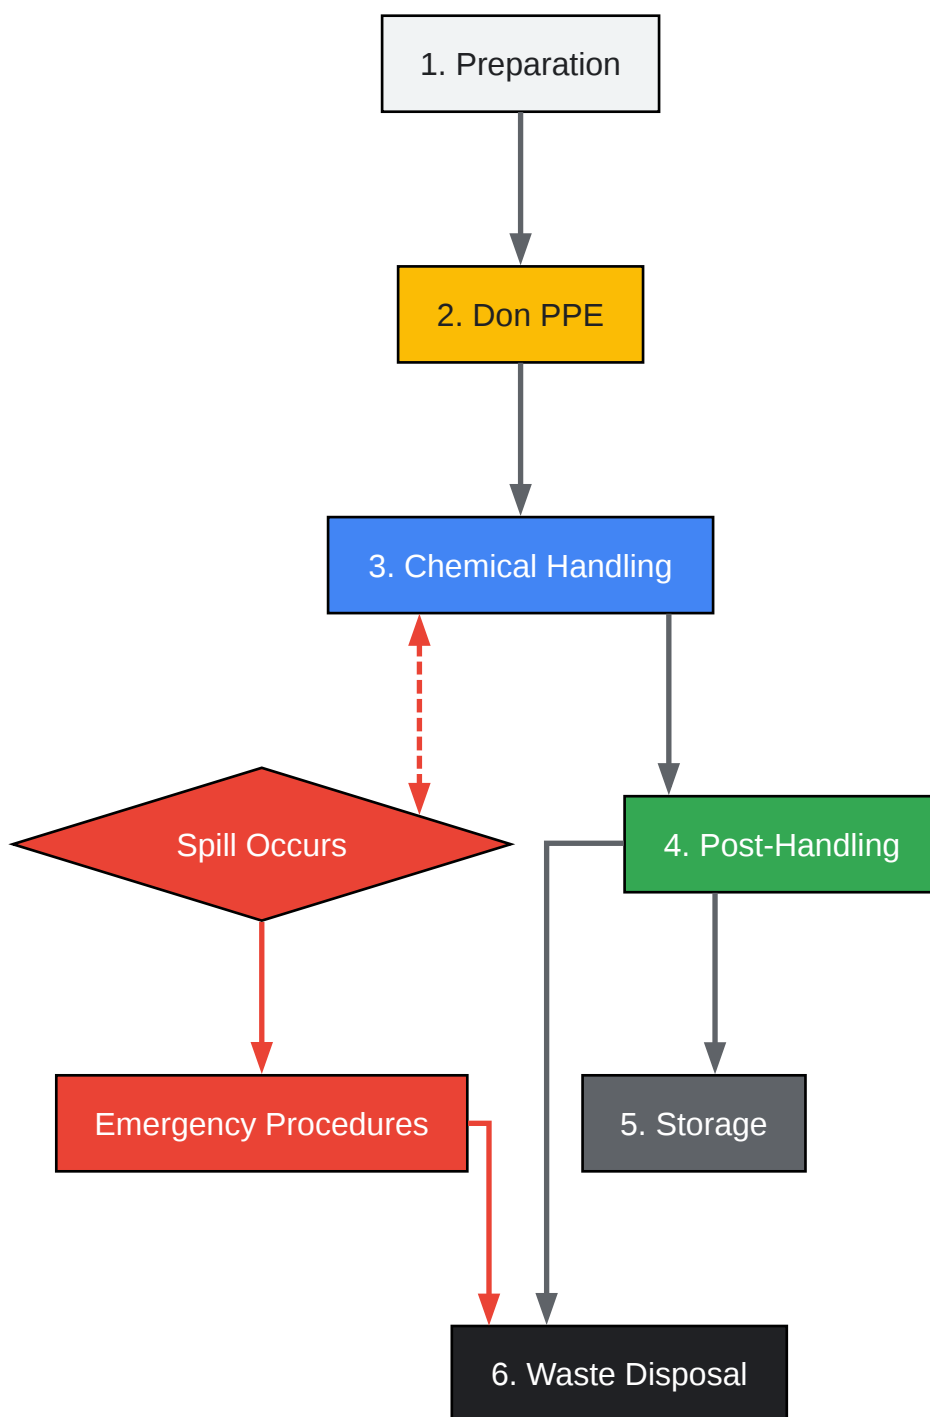 1. Preparation
2. Don PPE
3. Chemical Handling
Spill Occurs
4. Post-Handling
Emergency Procedures
5. Storage
6. Waste Disposal